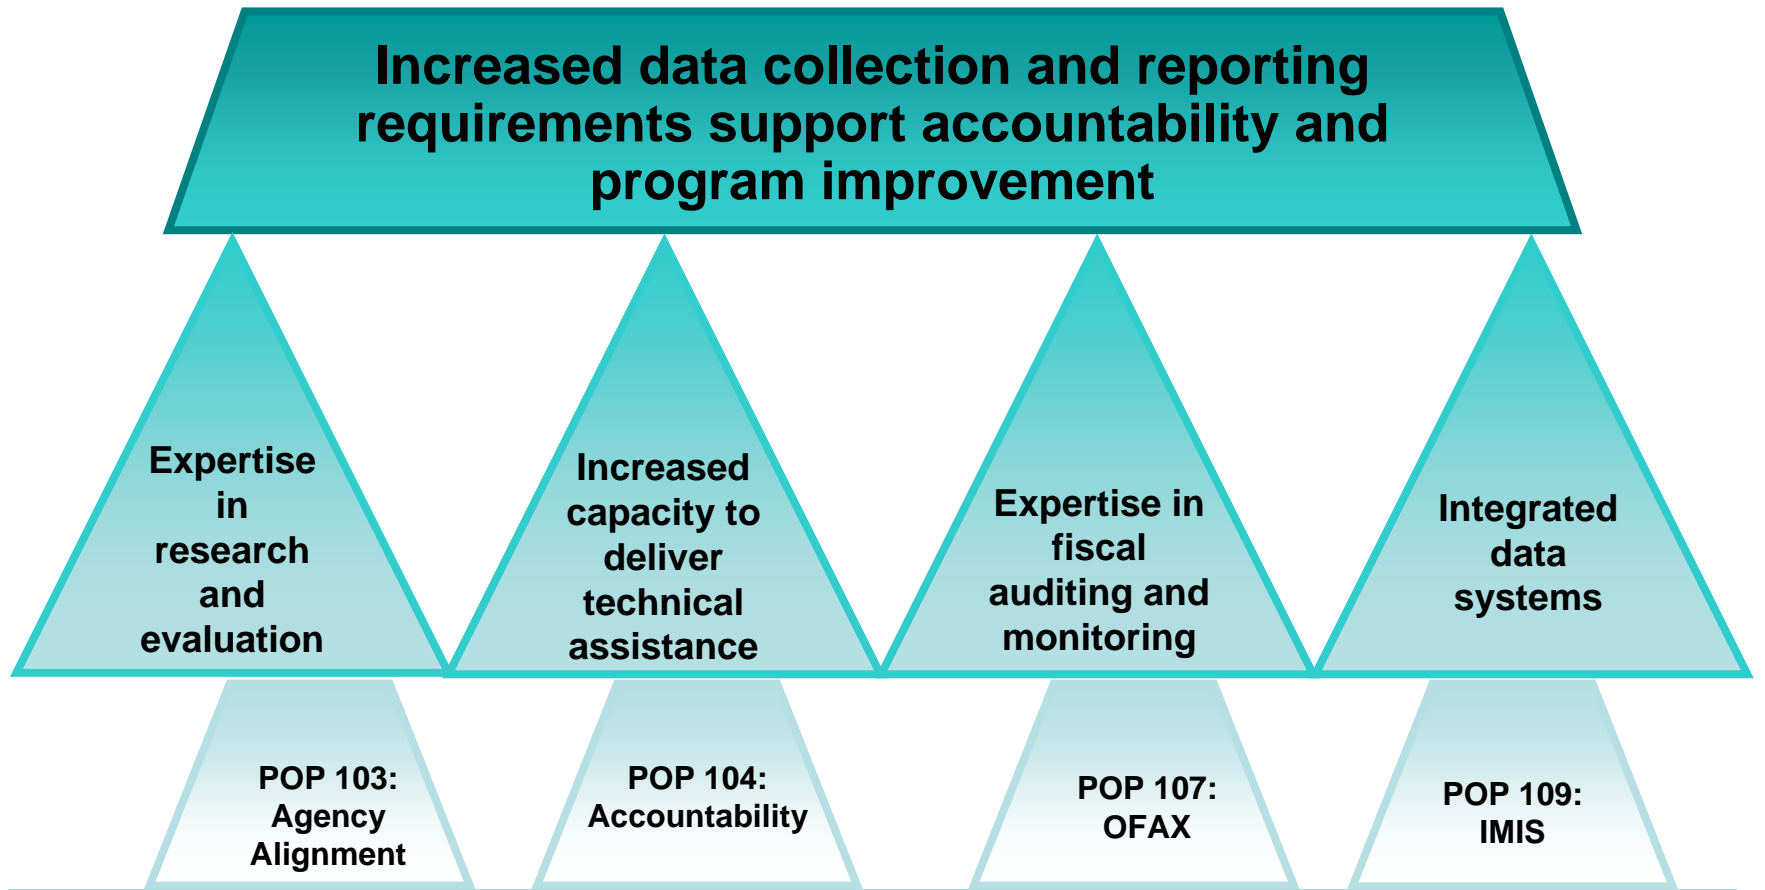 Increased data collection and reporting
requirements support accountability and
program improvement
Expertise
in
research
and
evaluation
Increased
capacity to
deliver
technical
assistance
Expertise in
fiscal
auditing and
monitoring
Integrated
data
systems
POP 103:
Agency
Alignment
POP 104:
Accountability
POP 107:
OFAX
POP 109:
IMIS